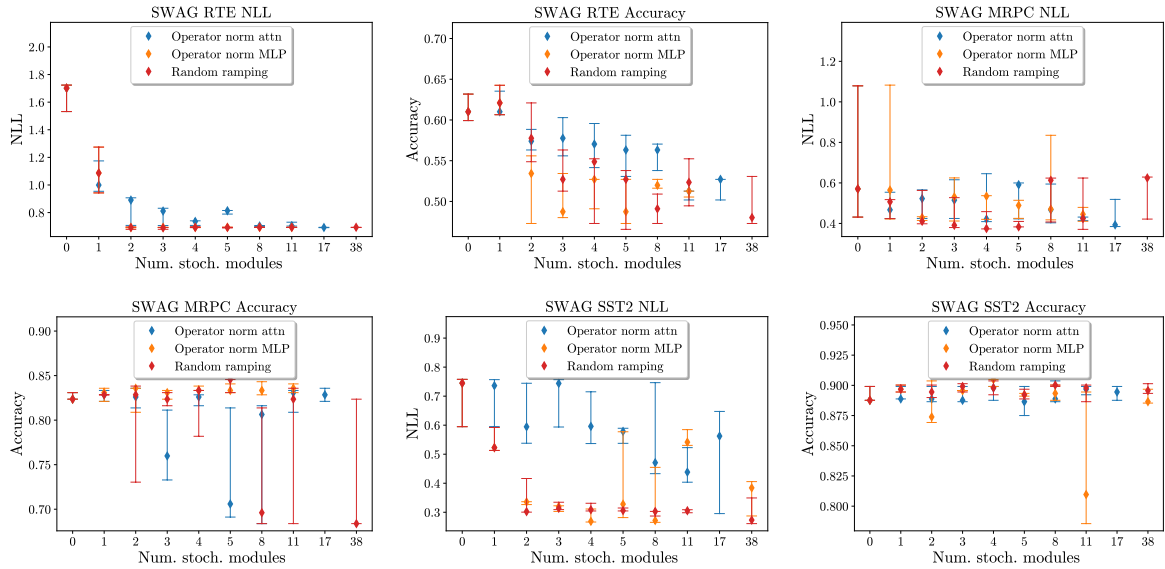 SWAG RTE NLL
Operator norm attn
Operator norm MLP
Random ramping
NLL
2.0
1.8
1.6
1.4
1.2
1.0
0.8
0 1 2 3 4 5 8 11 17 38
Num. stoch. modules
SWAG RTE Accuracy
Operator norm attn
Operator norm MLP
Random ramping
Accuracy
0.70
0.65
0.60
0.55
0.50
0 1 2 3 4 5 8 11 17 38
Num. stoch. modules
SWAG MRPC NLL
Operator norm attn
Operator norm MLP
Random ramping
NLL
1.2
1.0
0.8
0.6
0.4
0 1 2 3 4 5 8 11 17 38
Num. stoch. modules
SWAG MRPC Accuracy
Operator norm attn
Operator norm MLP
Random ramping
Accuracy
0.90
0.85
0.80
0.75
0.70
0 1 2 3 4 5 8 11 17 38
Num. stoch. modules
SWAG SST2 NLL
Operator norm attn
Operator norm MLP
Random ramping
NLL
0.9
0.8
0.7
0.6
0.5
0.4
0.3
0 1 2 3 4 5 8 11 17 38
Num. stoch. modules
SWAG SST2 Accuracy
Operator norm attn
Operator norm MLP
Random ramping
Accuracy
0.950
0.925
0.900
0.875
0.850
0.825
0.800
0 1 2 3 4 5 8 11 17 38
Num. stoch. modules